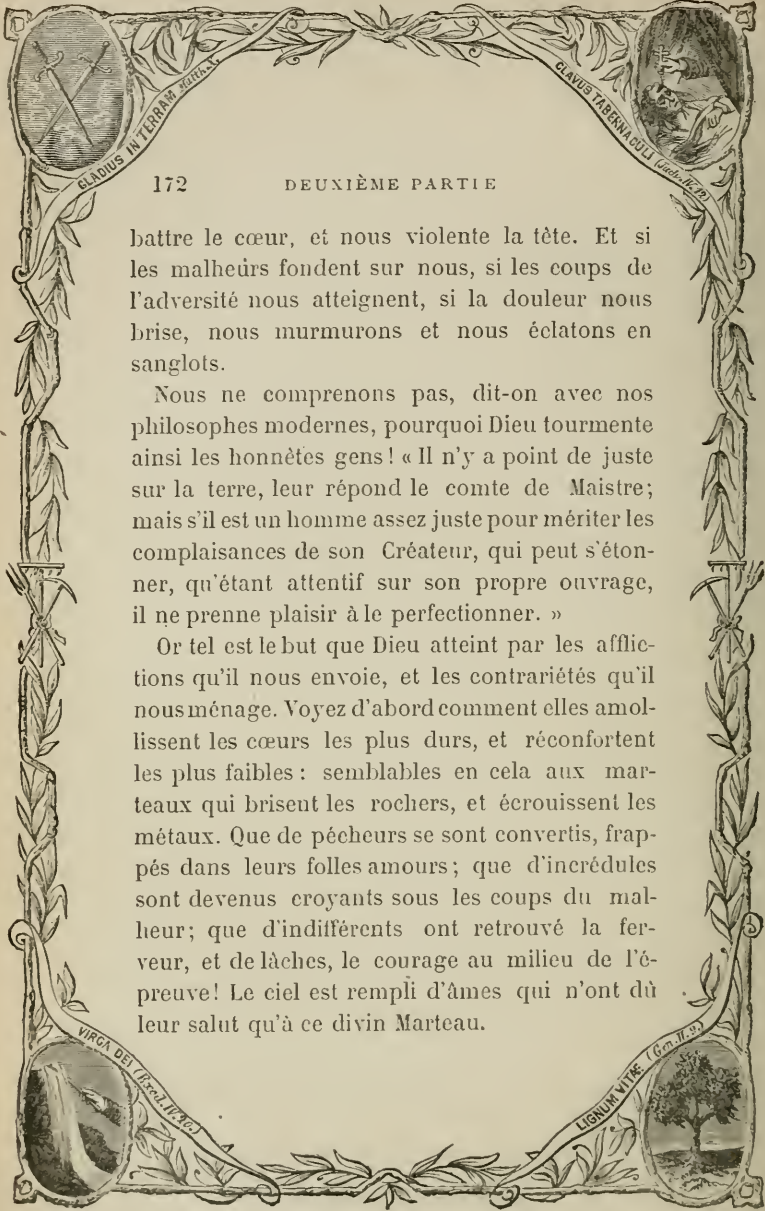 GLADIUS IN TERRAM Matth. X.
CLAVUS TABERNACULI (Judic. IV. 12)
172 DEUXIÈME PARTIE
battre le cœur, et nous violente la tête. Et si
les malheurs fondent sur nous, si les coups de
l'adversité nous atteignent, si la douleur nous
brise, nous murmurons et nous éclatons en
sanglots.
Nous ne comprenons pas, dit-on avec nos
philosophes modernes, pourquoi Dieu tourmente
ainsi les honnêtes gens! « Il n'y a point de juste
sur la terre, leur répond le comte de Maistre;
mais s'il est un homme assez juste pour mériter les
complaisances de son Créateur, qui peut s'éton-
ner, qu'étant attentif sur son propre ouvrage,
il ne prenne plaisir à le perfectionner. »
Or tel est le but que Dieu atteint par les afflic-
tions qu'il nous envoie, et les contrariétés qu'il
nous ménage. Voyez d'abord comment elles amol-
lissent les cœurs les plus durs, et réconfortent
les plus faibles : semblables en cela aux mar-
teaux qui brisent les rochers, et écrouissent les
métaux. Que de pécheurs se sont convertis, frap-
pés dans leurs folles amours; que d'incrédules
sont devenus croyants sous les coups du mal-
heur; que d'indifférents ont retrouvé la fer-
veur, et de lâches, le courage au milieu de l'é-
preuve! Le ciel est rempli d'âmes qui n'ont dû
leur salut qu'à ce divin Marteau.
VIRGA DEI (Exod. IV. 20.)
LIGNUM VITÆ (Gen. II. 9.)